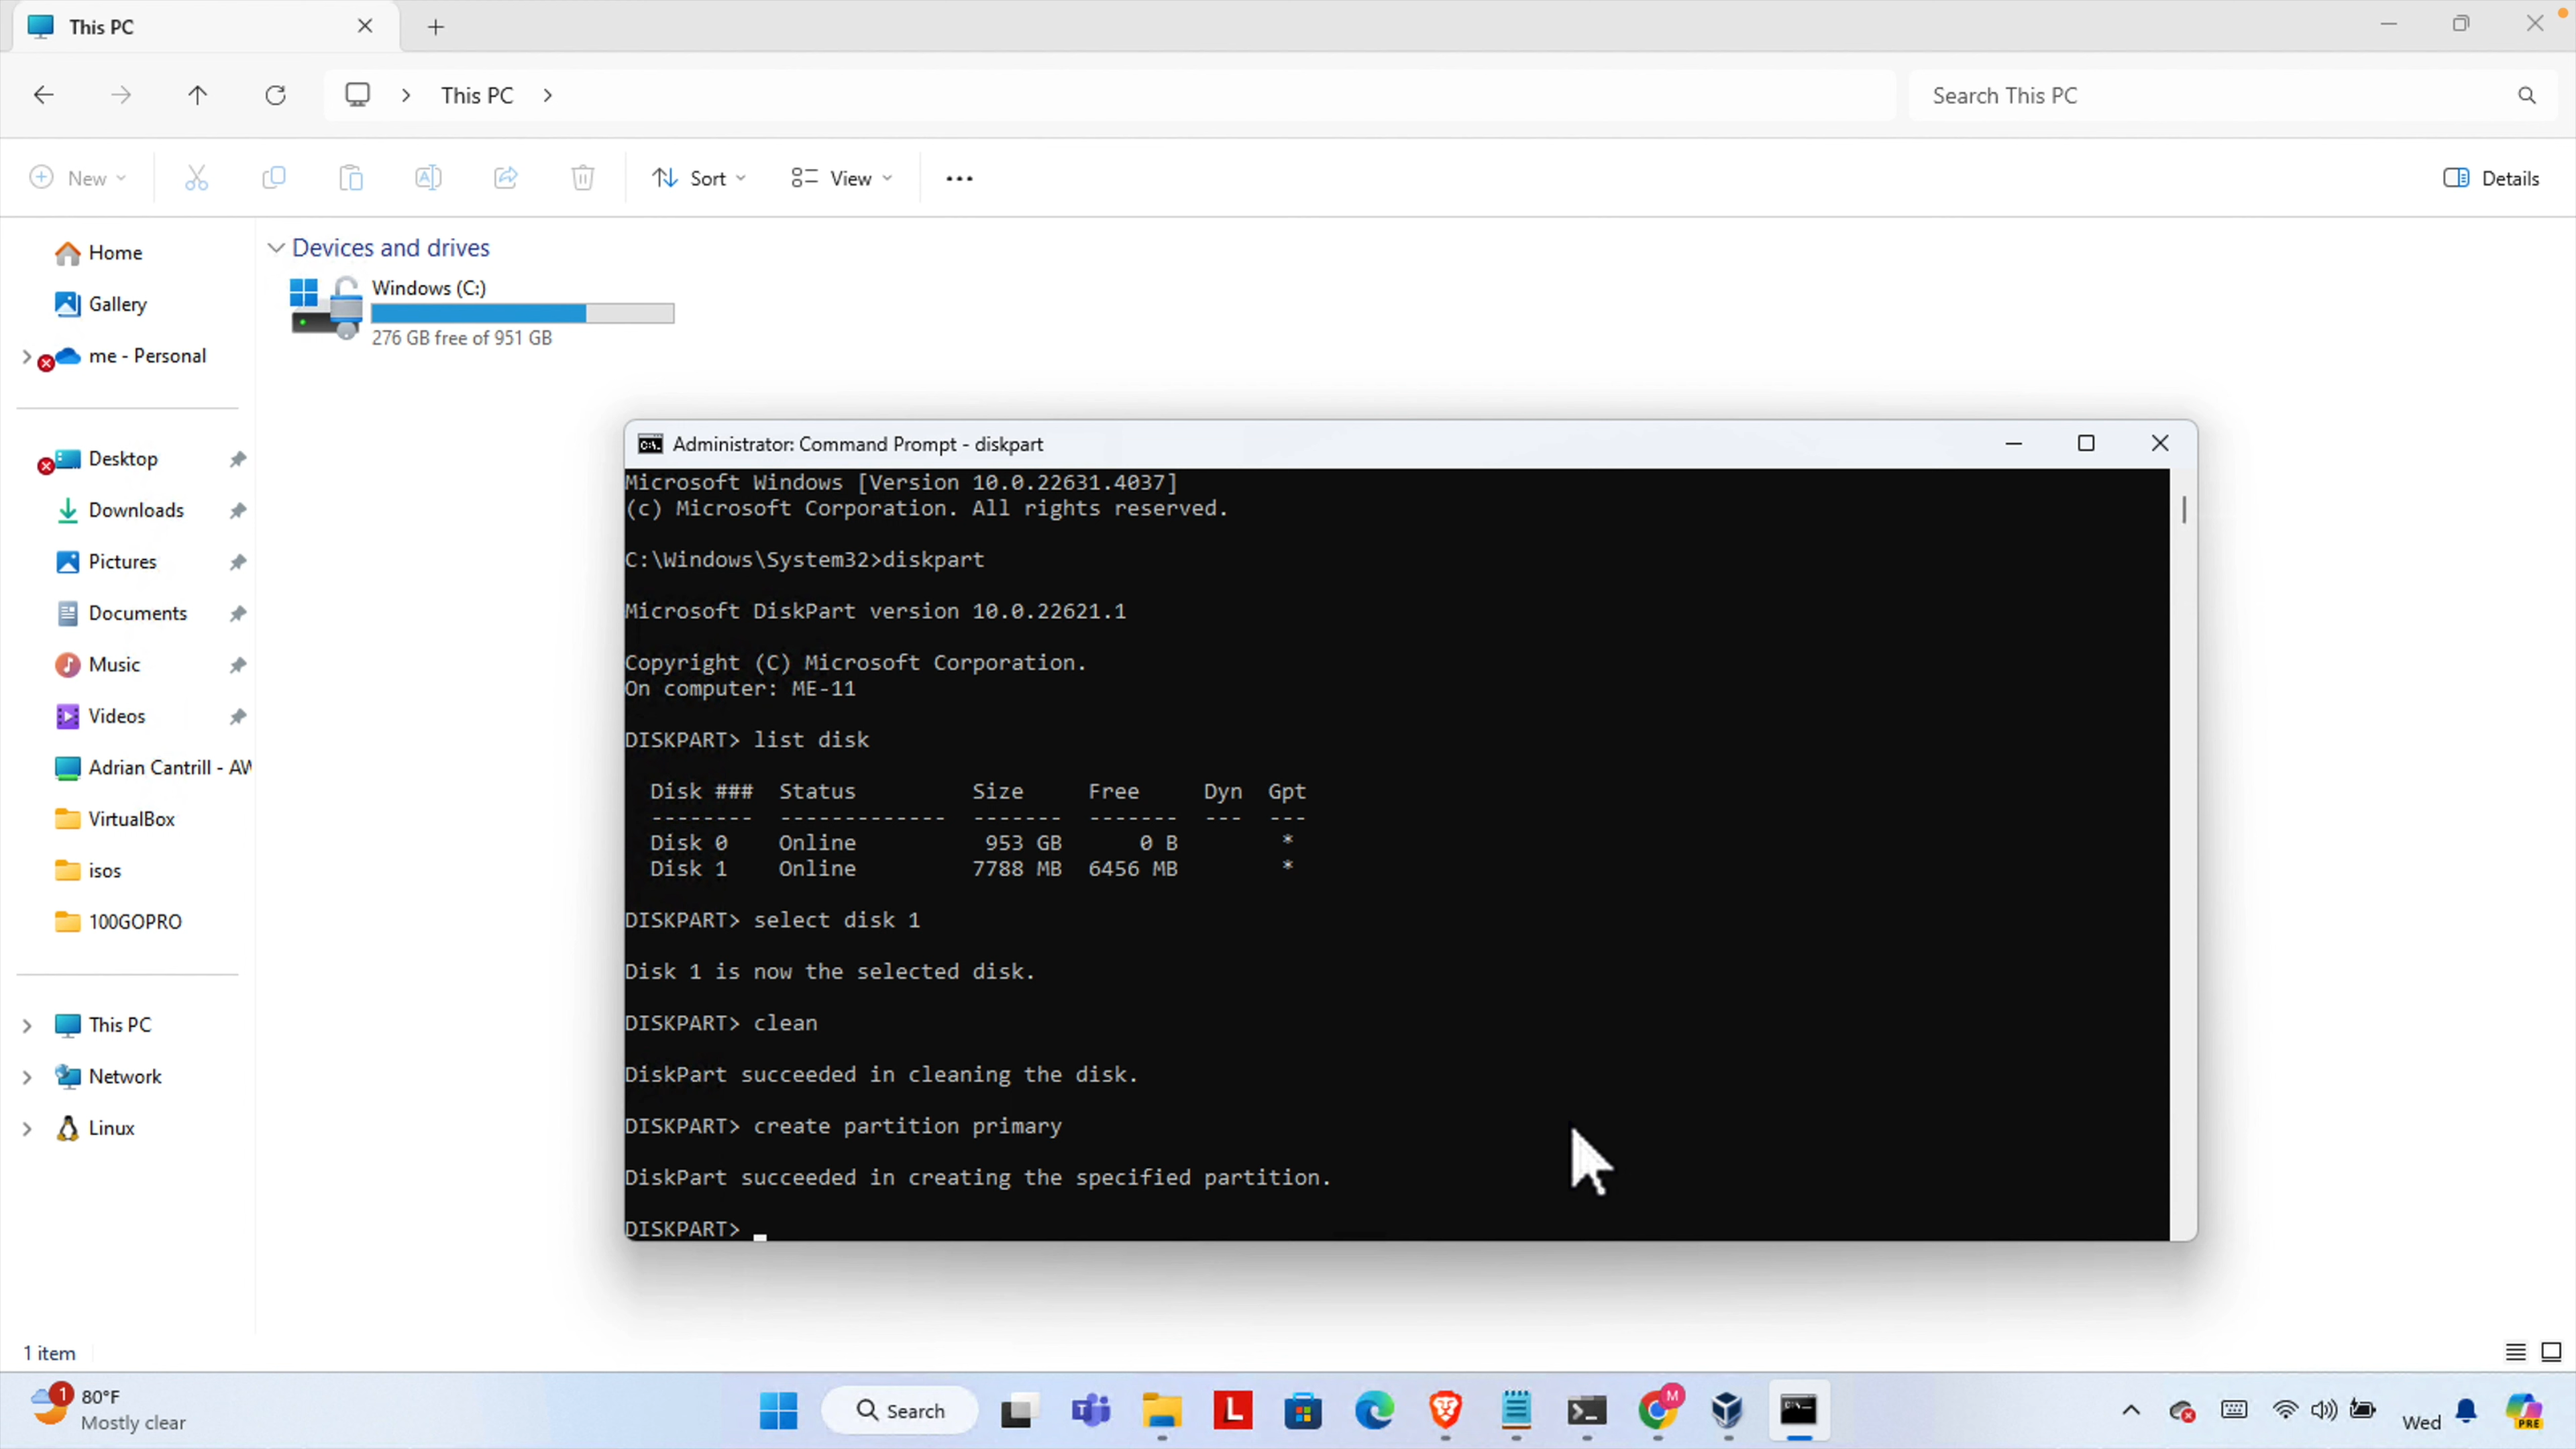 This PC
This PC
Search This PC
New
Sort
View
Details
Home
Gallery
me - Personal
Desktop
Downloads
Pictures
Documents
Music
Videos
Adrian Cantrill - AW
VirtualBox
isos
100GOPRO
This PC
Network
Linux
Devices and drives
Windows (C:)
276 GB free of 951 GB
Administrator: Command Prompt - diskpart
Microsoft Windows [Version 10.0.22631.4037]
(c) Microsoft Corporation. All rights reserved.
C:\Windows\System32>diskpart
Microsoft DiskPart version 10.0.22621.1
Copyright (C) Microsoft Corporation.
On computer: ME-11
DISKPART> list disk
Disk ###  Status         Size     Free     Dyn  Gpt
--------  -------------  -------  -------  ---  ---
Disk 0    Online          953 GB      0 B        *
Disk 1    Online         7788 MB  6456 MB        *
DISKPART> select disk 1
Disk 1 is now the selected disk.
DISKPART> clean
DiskPart succeeded in cleaning the disk.
DISKPART> create partition primary
DiskPart succeeded in creating the specified partition.
DISKPART>
1 item
1
80°F
Mostly clear
Search
T
L
M
Wed
PRE